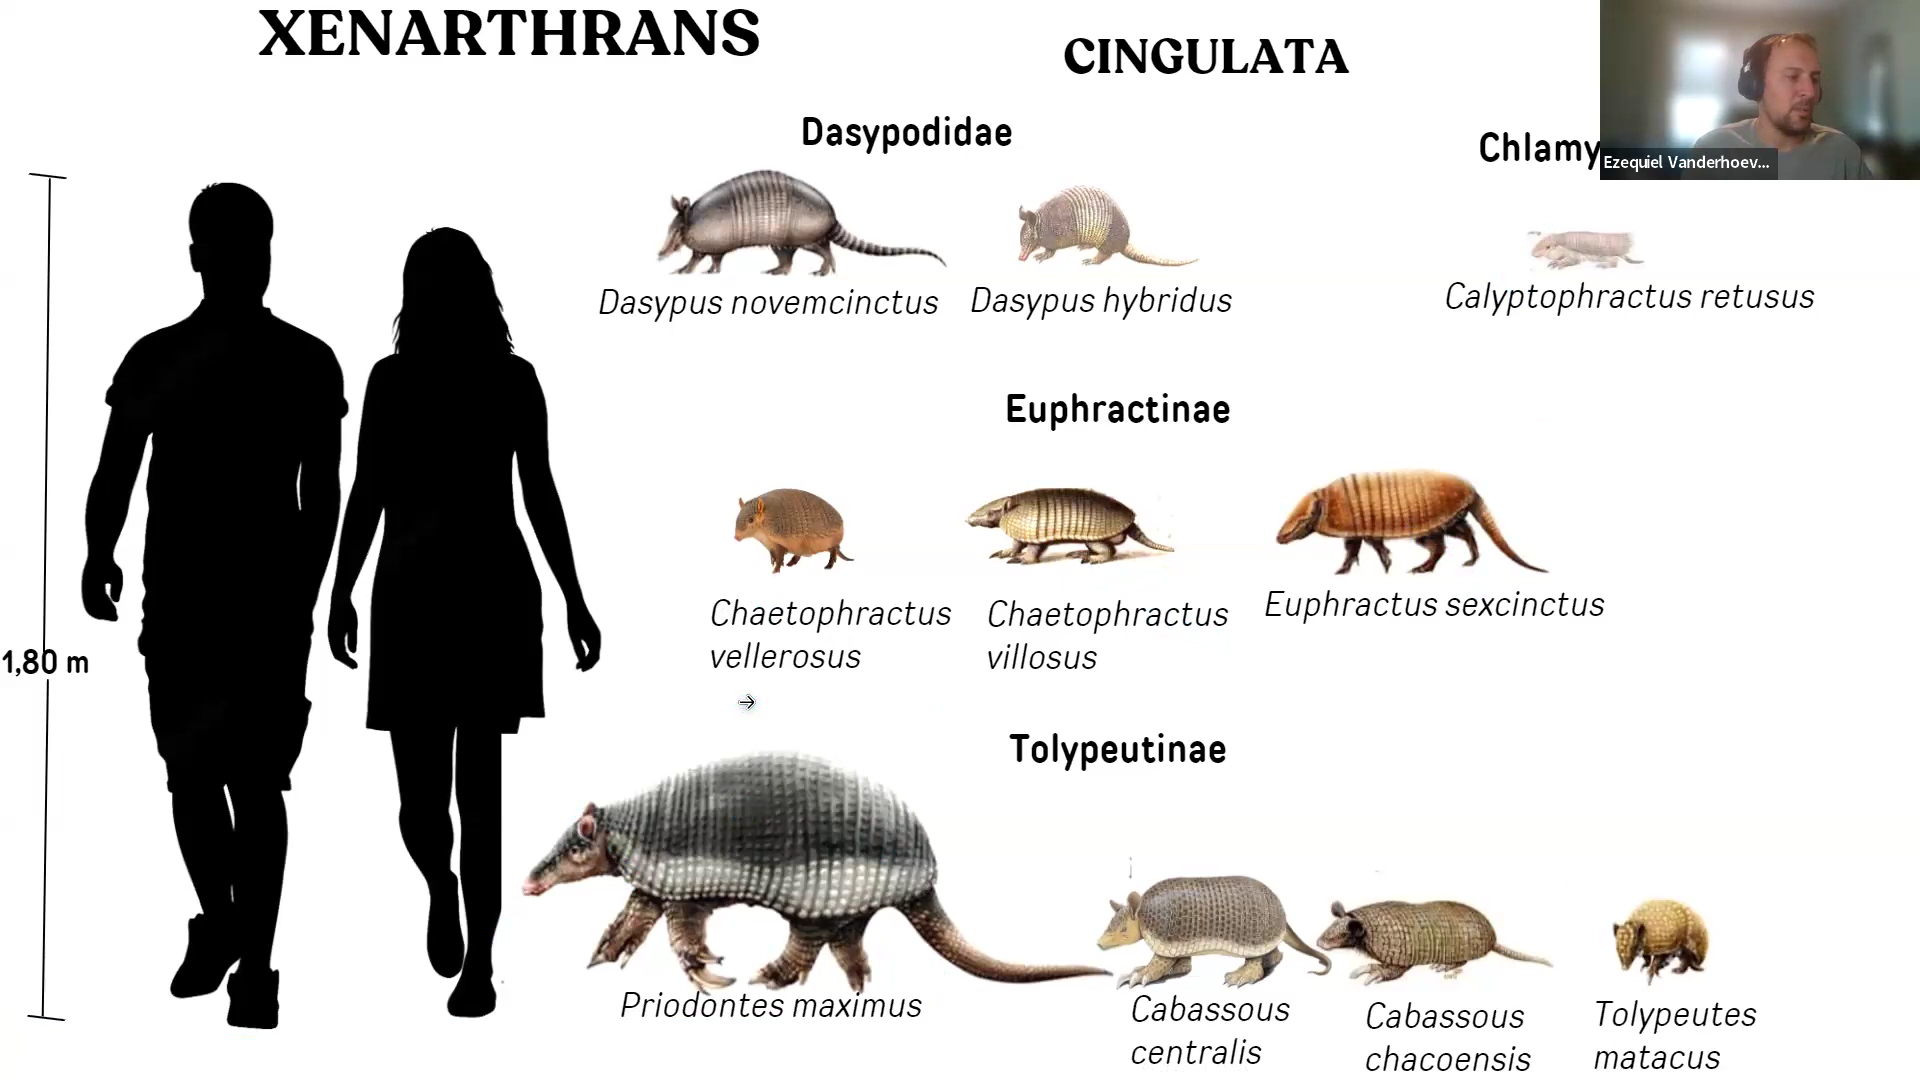 XENARTHRANS
CINGULATA
Dasypodidae
Chlamy
Ezequiel Vanderhoev...
Dasypus novemcinctus
Dasypus hybridus
Calyptophractus retusus
Euphractinae
Chaetophractus
vellerosus
Chaetophractus
villosus
Euphractus sexcinctus
1,80 m
Tolypeutinae
Priodontes maximus
Cabassous
centralis
Cabassous
chacoensis
Tolypeutes
matacus